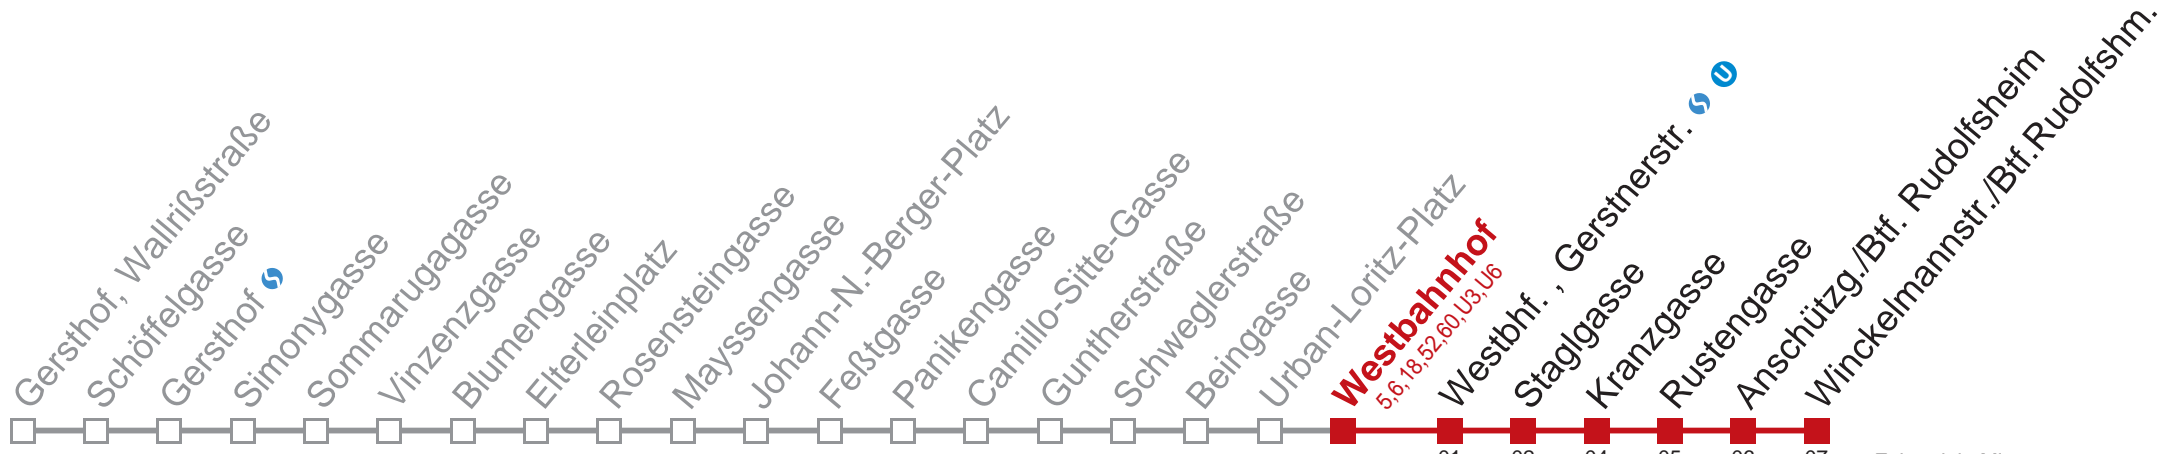 Gersthof, Wallrißstraße
Schöffelgasse
Gersthof S
Simonygasse
Sommarugagasse
Vinzenzgasse
Blumengasse
Elterleinplatz
Rosensteingasse
Mayssengasse
Johann-N.-Berger-Platz
Feßtgasse
Panikengasse
Camillo-Sitte-Gasse
Guntherstraße
Schweglerstraße
Beingasse
Urban-Loritz-Platz
Westbahnhof
5,6,18,52,60,U3,U6
Westbhf. , Gerstnerstr. S U
Staglgasse
Kranzgasse
Rustengasse
Anschützg./Btf. Rudolfsheim
Winckelmannstr./Btf.Rudolfshm.